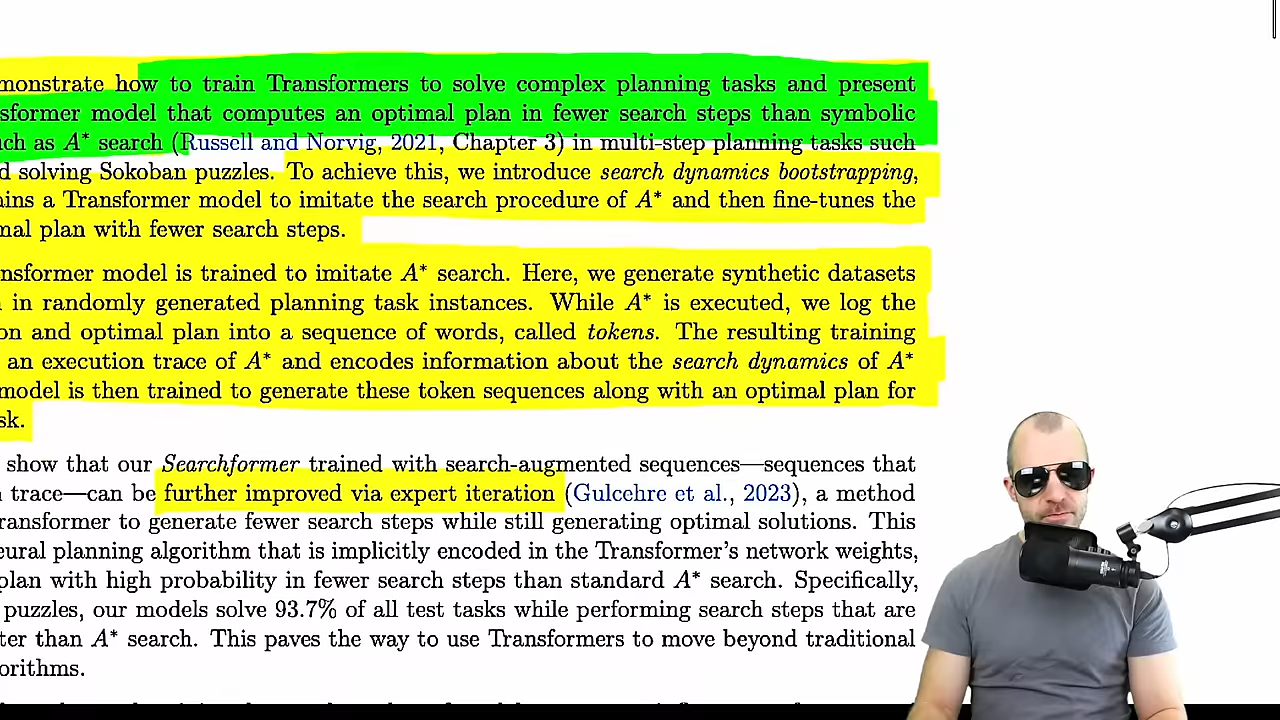 monstrate how to train Transformers to solve complex planning tasks and present
sformer model that computes an optimal plan in fewer search steps than symbolic
uch as A* search (Russell and Norvig, 2021, Chapter 3) in multi-step planning tasks such
d solving Sokoban puzzles. To achieve this, we introduce search dynamics bootstrapping,
ains a Transformer model to imitate the search procedure of A* and then fine-tunes the
mal plan with fewer search steps.
nsformer model is trained to imitate A* search. Here, we generate synthetic datasets
n in randomly generated planning task instances. While A* is executed, we log the
on and optimal plan into a sequence of words, called tokens. The resulting training
an execution trace of A* and encodes information about the search dynamics of A*
model is then trained to generate these token sequences along with an optimal plan for
sk.
show that our Searchformer trained with search-augmented sequences—sequences that
n trace—can be further improved via expert iteration (Gulcehre et al., 2023), a method
ransformer to generate fewer search steps while still generating optimal solutions. This
eural planning algorithm that is implicitly encoded in the Transformer's network weights,
plan with high probability in fewer search steps than standard A* search. Specifically,
puzzles, our models solve 93.7% of all test tasks while performing search steps that are
ter than A* search. This paves the way to use Transformers to move beyond traditional
orithms.